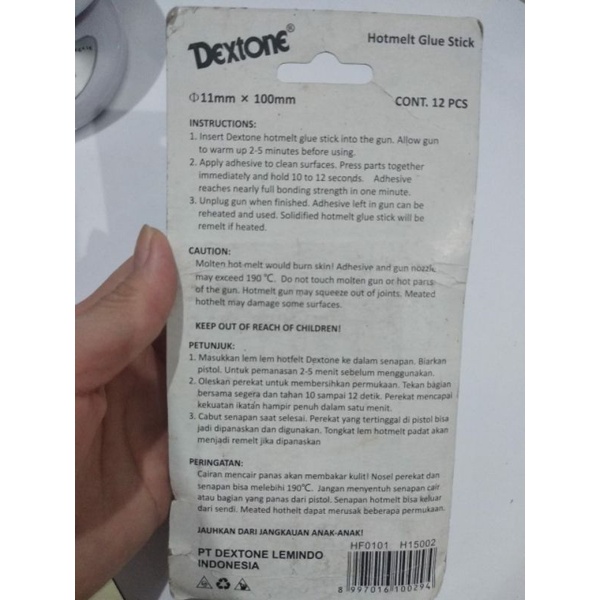 Dextone®
Hotmelt Glue Stick
Φ11mm × 100mm
CONT. 12 PCS
INSTRUCTIONS:
1. Insert Dextone hotmelt glue stick into the gun. Allow gun
to warm up 2-5 minutes before using.
2. Apply adhesive to clean surfaces. Press parts together
immediately and hold 10 to 12 seconds. Adhesive
reaches nearly full bonding strength in one minute.
3. Unplug gun when finished. Adhesive left in gun can be
reheated and used. Solidified hotmelt glue stick will be
remelt if heated.
CAUTION:
Molten hot-melt would burn skin! Adhesive and gun nozzle
may exceed 190℃. Do not touch molten gun or hot parts
of the gun. Hotmelt gun may squeeze out of joints. Meated
hothelt may damage some surfaces.
KEEP OUT OF REACH OF CHILDREN!
PETUNJUK:
1. Masukkan lem lem hotfelt Dextone ke dalam senapan. Biarkan
pistol. Untuk pemanasan 2-5 menit sebelum menggunakan.
2. Oleskan perekat untuk membersihkan permukaan. Tekan bagian
bersama segera dan tahan 10 sampai 12 detik. Perekat mencapai
kekuatan ikatan hampir penuh dalam satu menit.
3. Cabut senapan saat selesai. Perekat yang tertinggal di pistol bisa
jadi dipanaskan dan digunakan. Tongkat lem hotmelt padat akan
menjadi remelt jika dipanaskan
PERINGATAN:
Cairan mencair panas akan membakar kulit! Nosel perekat dan
senapan bisa melebihi 190℃. Jangan menyentuh senapan cair
atau bagian yang panas dari pistol. Senapan hotmelt bisa keluar
dari sendi. Meated hothelt dapat merusak beberapa permukaan.
JAUHKAN DARI JANGKAUAN ANAK-ANAK!
PT DEXTONE LEMINDO
INDONESIA
HF0101 H15002
8 997016 100294